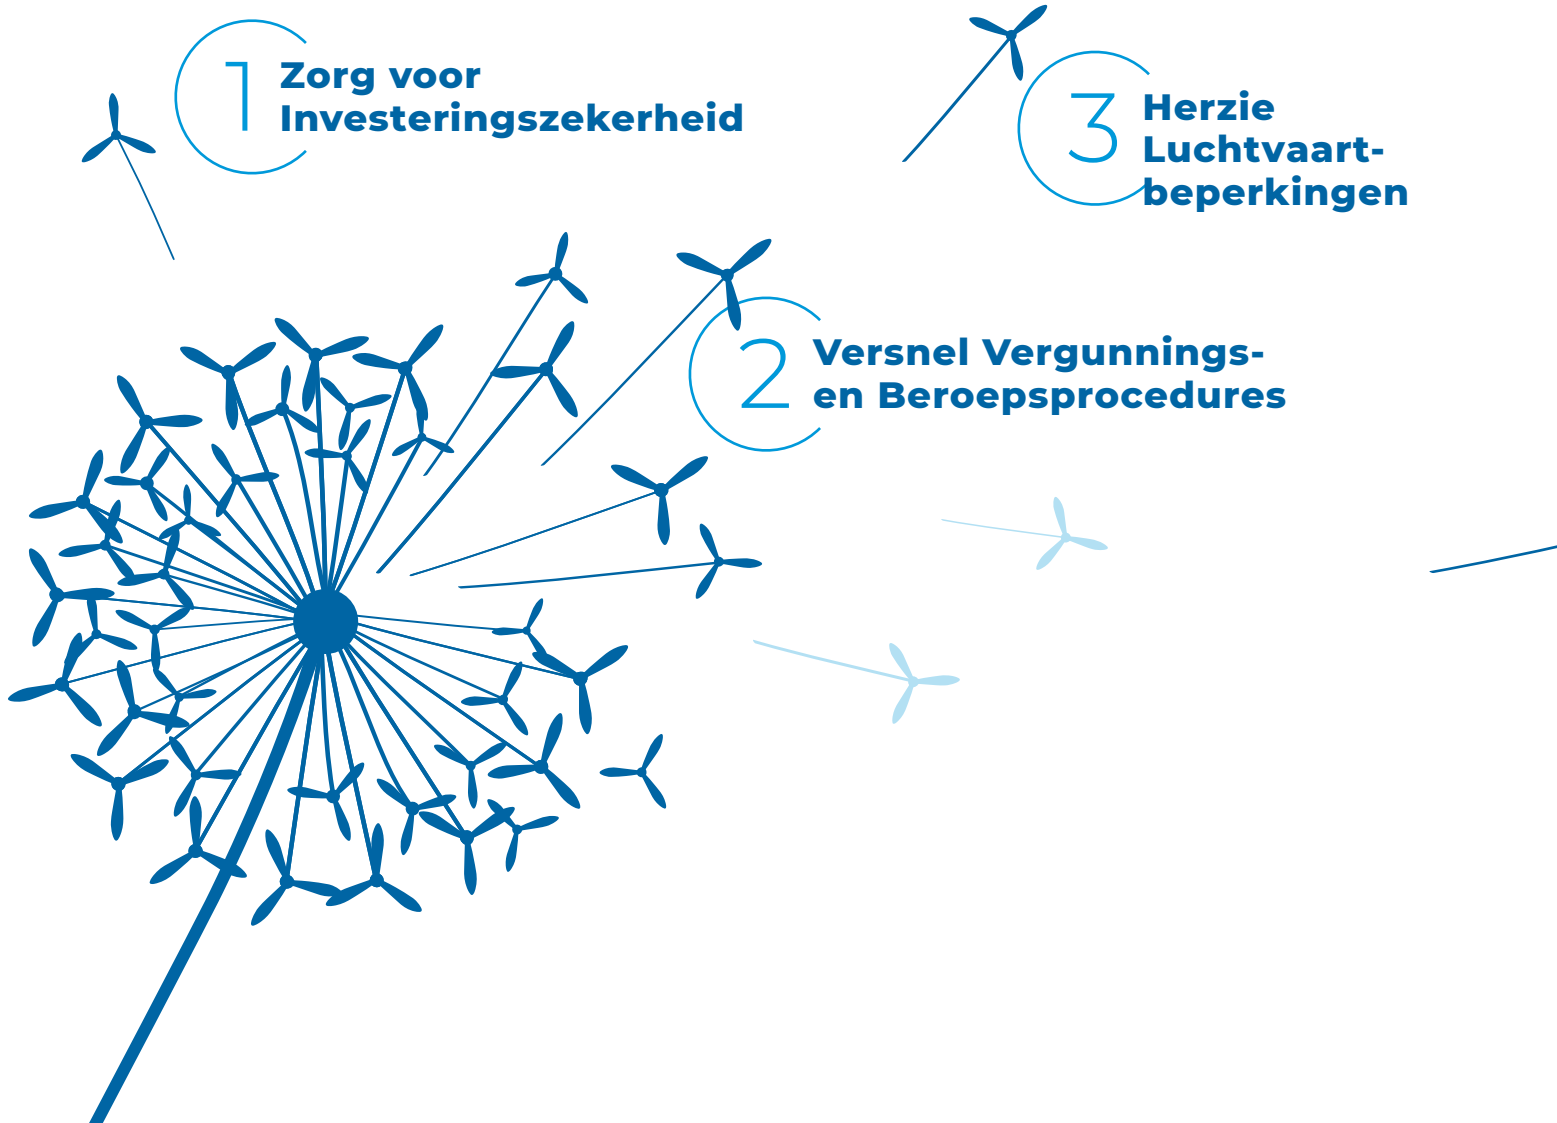 1
Zorg voor
Investeringszekerheid
2
Versnel Vergunnings-
en Beroepsprocedures
3
Herzie
Luchtvaart-
beperkingen